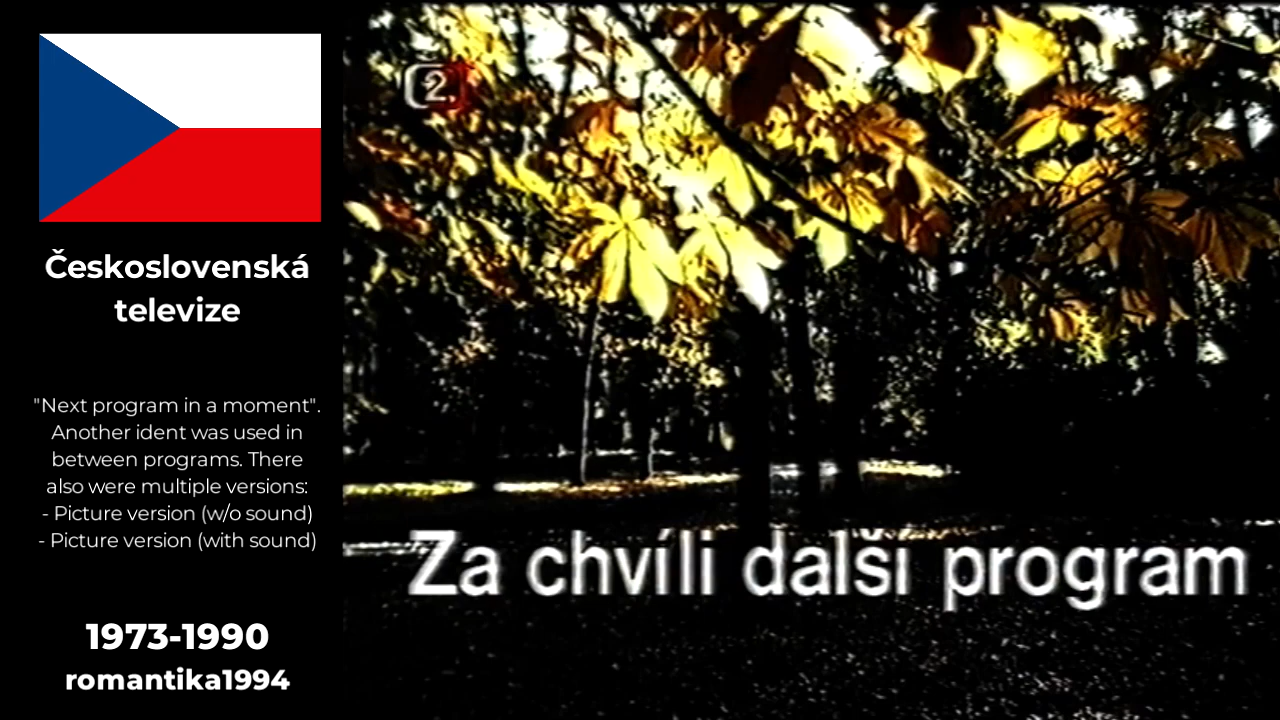 Československá
televize
"Next program in a moment".
Another ident was used in
between programs. There
also were multiple versions:
- Picture version (w/o sound)
- Picture version (with sound)
1973-1990
romantika1994
2
Za chvíli další program